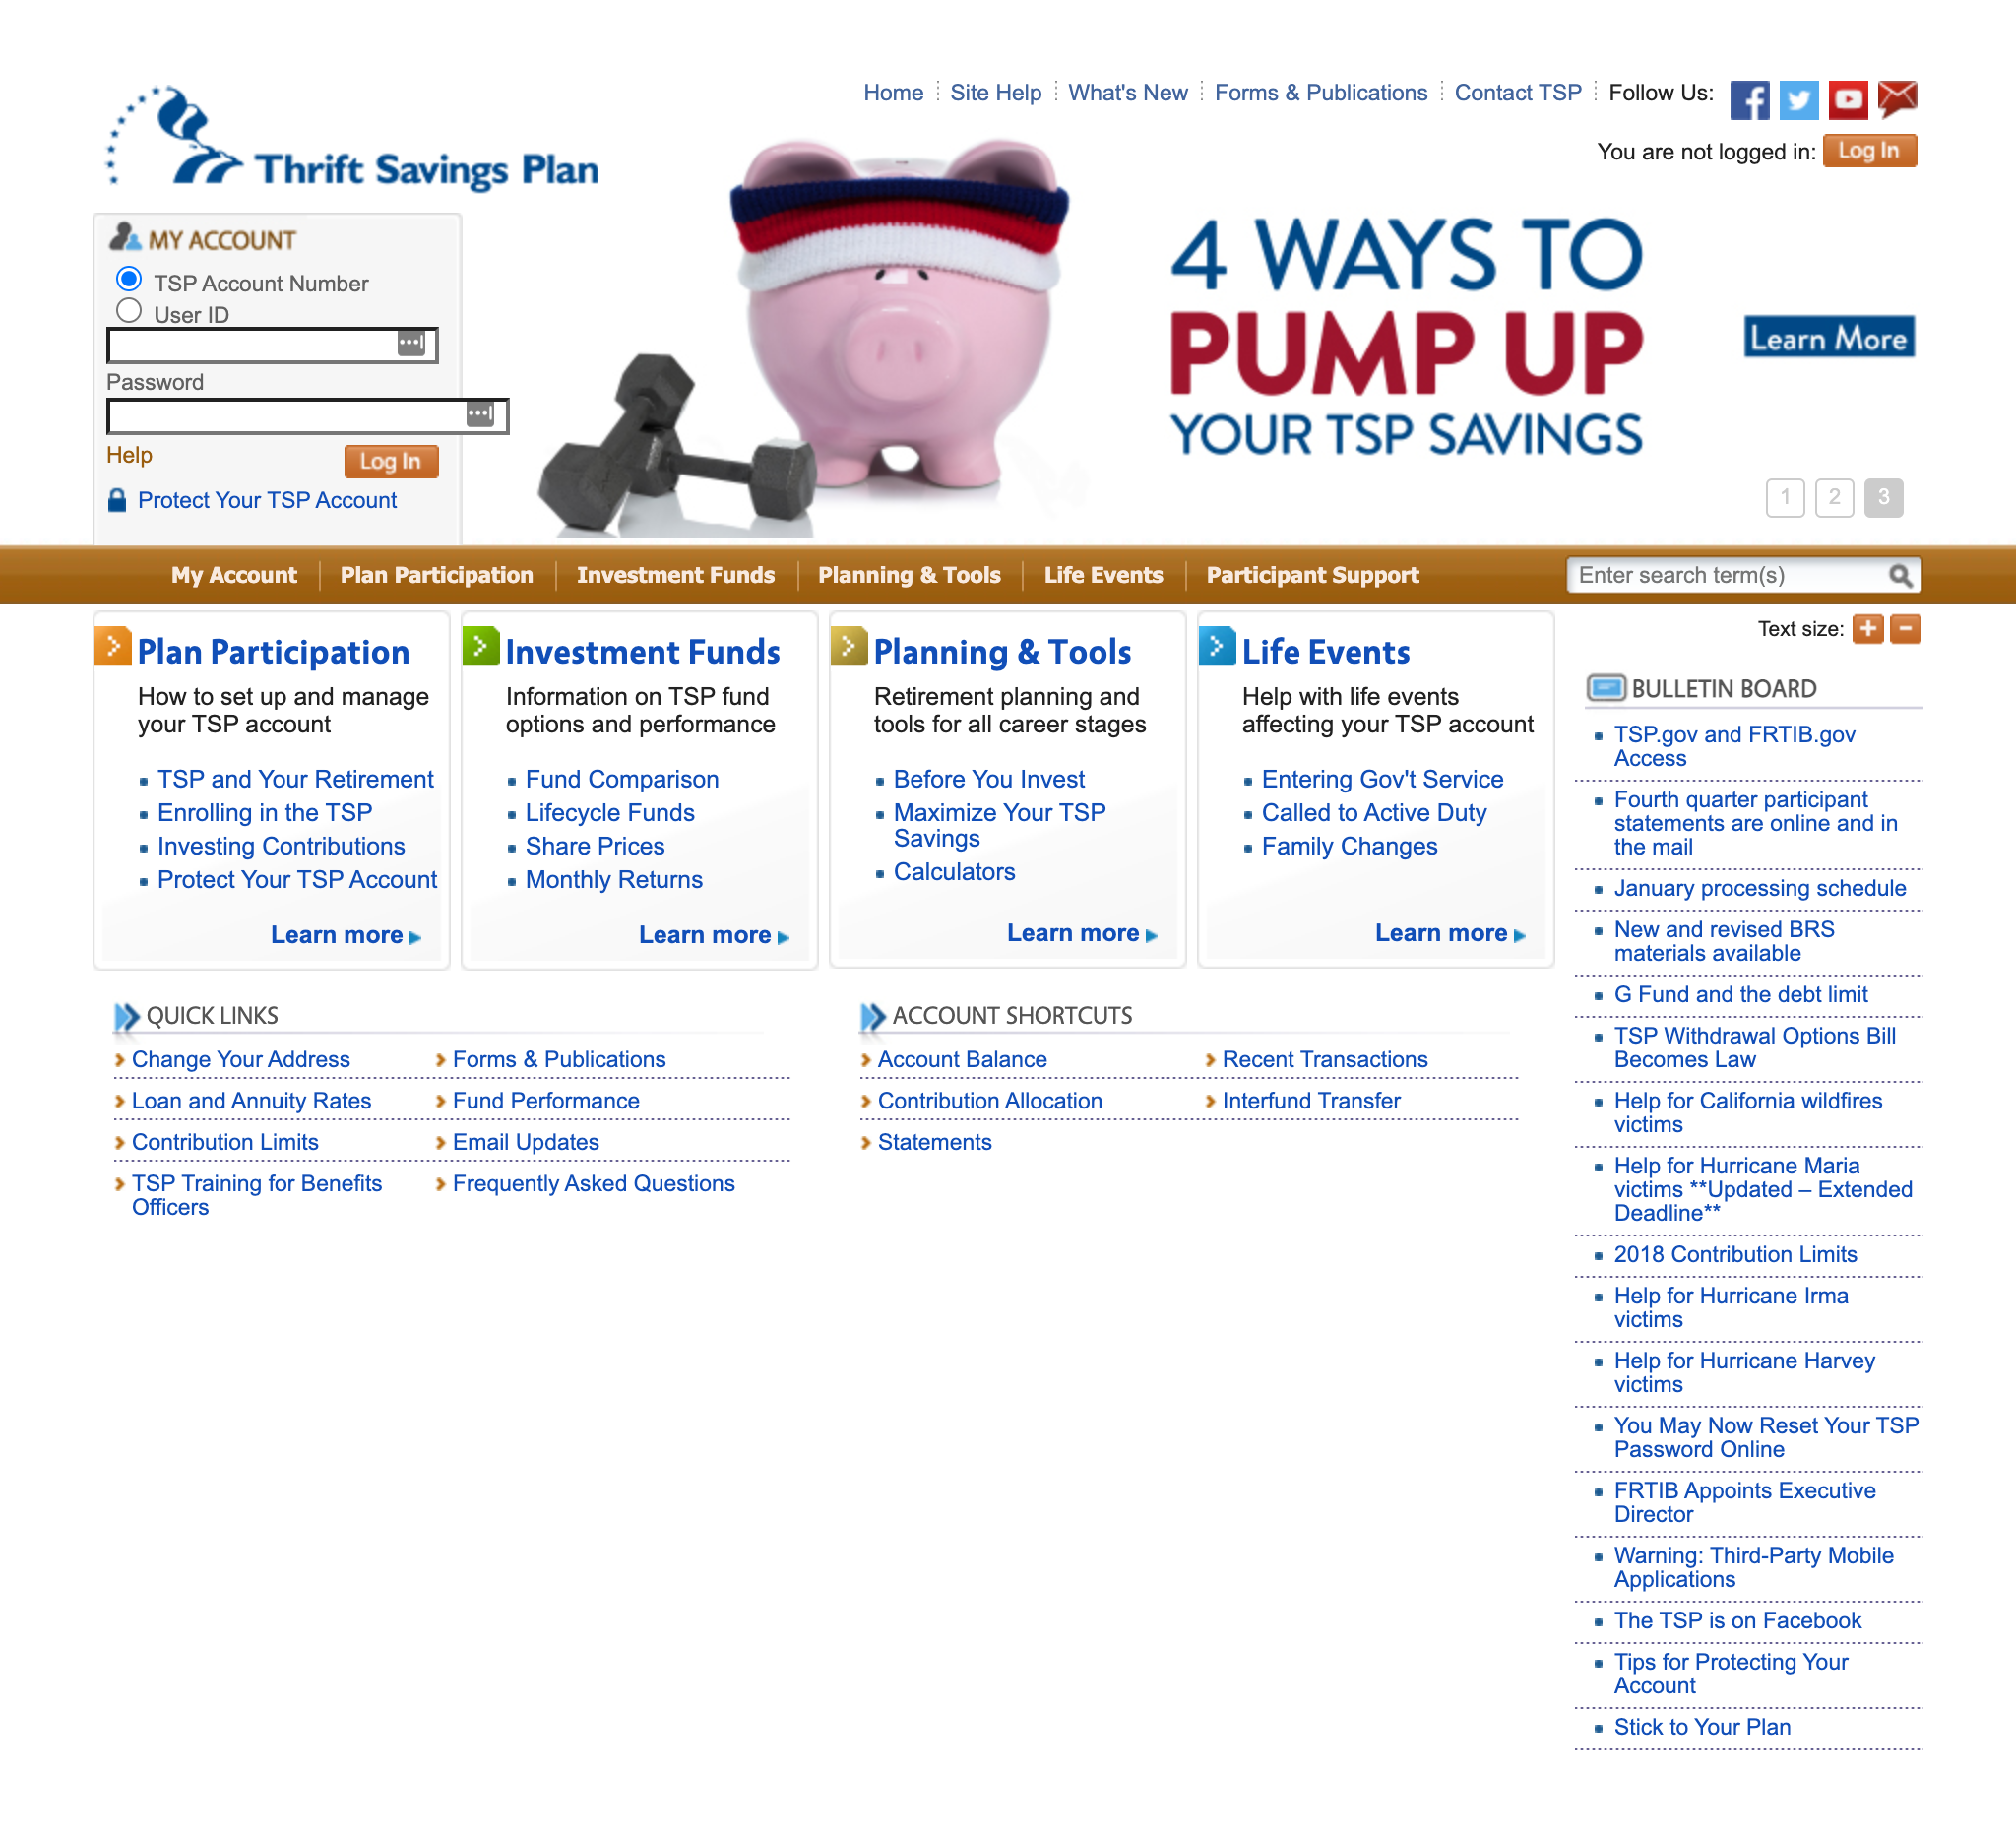 Home
Site Help
What's New
Forms & Publications
Contact TSP
Follow Us:
You are not logged in: Log In
Thrift Savings Plan
MY ACCOUNT
TSP Account Number
User ID
Password
Help
Log In
Protect Your TSP Account
4 WAYS TO
PUMP UP
YOUR TSP SAVINGS
Learn More
1 2 3
My Account
Plan Participation
Investment Funds
Planning & Tools
Life Events
Participant Support
Enter search term(s)
Text size: + -
Plan Participation
How to set up and manage
your TSP account
TSP and Your Retirement
Enrolling in the TSP
Investing Contributions
Protect Your TSP Account
Learn more
Investment Funds
Information on TSP fund
options and performance
Fund Comparison
Lifecycle Funds
Share Prices
Monthly Returns
Learn more
Planning & Tools
Retirement planning and
tools for all career stages
Before You Invest
Maximize Your TSP
Savings
Calculators
Learn more
Life Events
Help with life events
affecting your TSP account
Entering Gov't Service
Called to Active Duty
Family Changes
Learn more
QUICK LINKS
Change Your Address
Forms & Publications
Loan and Annuity Rates
Fund Performance
Contribution Limits
Email Updates
TSP Training for Benefits
Officers
Frequently Asked Questions
ACCOUNT SHORTCUTS
Account Balance
Recent Transactions
Contribution Allocation
Interfund Transfer
Statements
BULLETIN BOARD
TSP.gov and FRTIB.gov
Access
Fourth quarter participant
statements are online and in
the mail
January processing schedule
New and revised BRS
materials available
G Fund and the debt limit
TSP Withdrawal Options Bill
Becomes Law
Help for California wildfires
victims
Help for Hurricane Maria
victims **Updated – Extended
Deadline**
2018 Contribution Limits
Help for Hurricane Irma
victims
Help for Hurricane Harvey
victims
You May Now Reset Your TSP
Password Online
FRTIB Appoints Executive
Director
Warning: Third-Party Mobile
Applications
The TSP is on Facebook
Tips for Protecting Your
Account
Stick to Your Plan